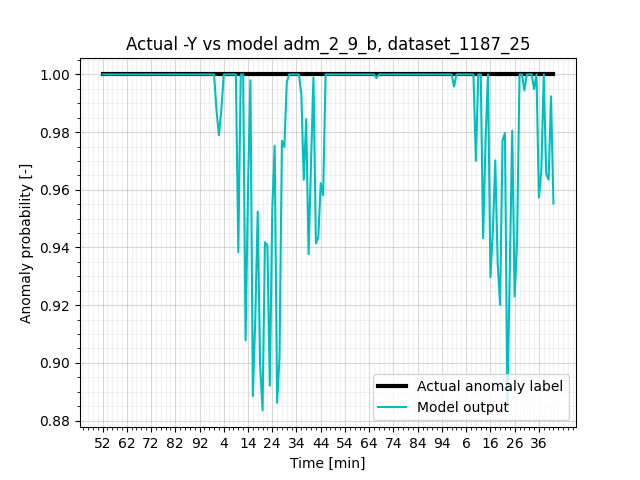 Actual -Y vs model adm_2_9_b, dataset_1187_25
1.00
0.98
0.96
0.94
0.92
0.90
0.88
Anomaly probability [-]
Actual anomaly label
Model output
52 62 72 82 92 4 14 24 34 44 54 64 74 84 94 6 16 26 36
Time [min]